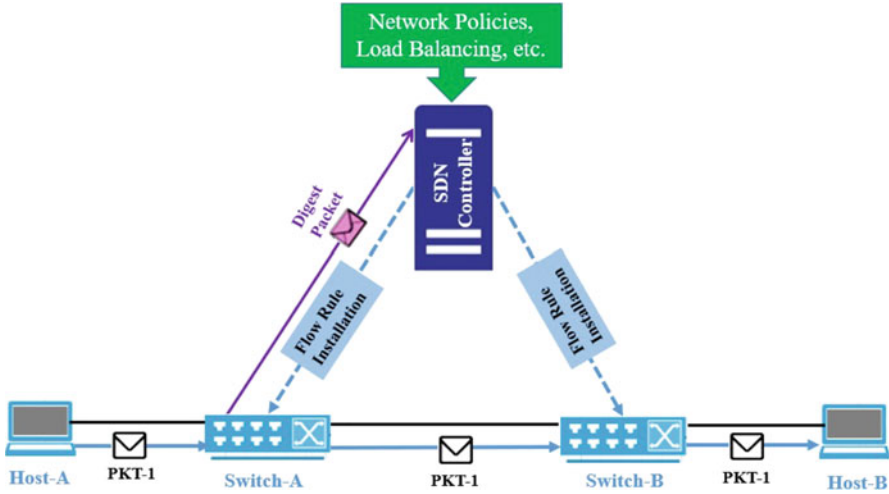 Network Policies,
Load Balancing, etc.
SDN
Controller
Digest
Packet
Flow Rule
Installation
Flow Rule
Installation
Host-A
PKT-1
Switch-A
PKT-1
Switch-B
PKT-1
Host-B